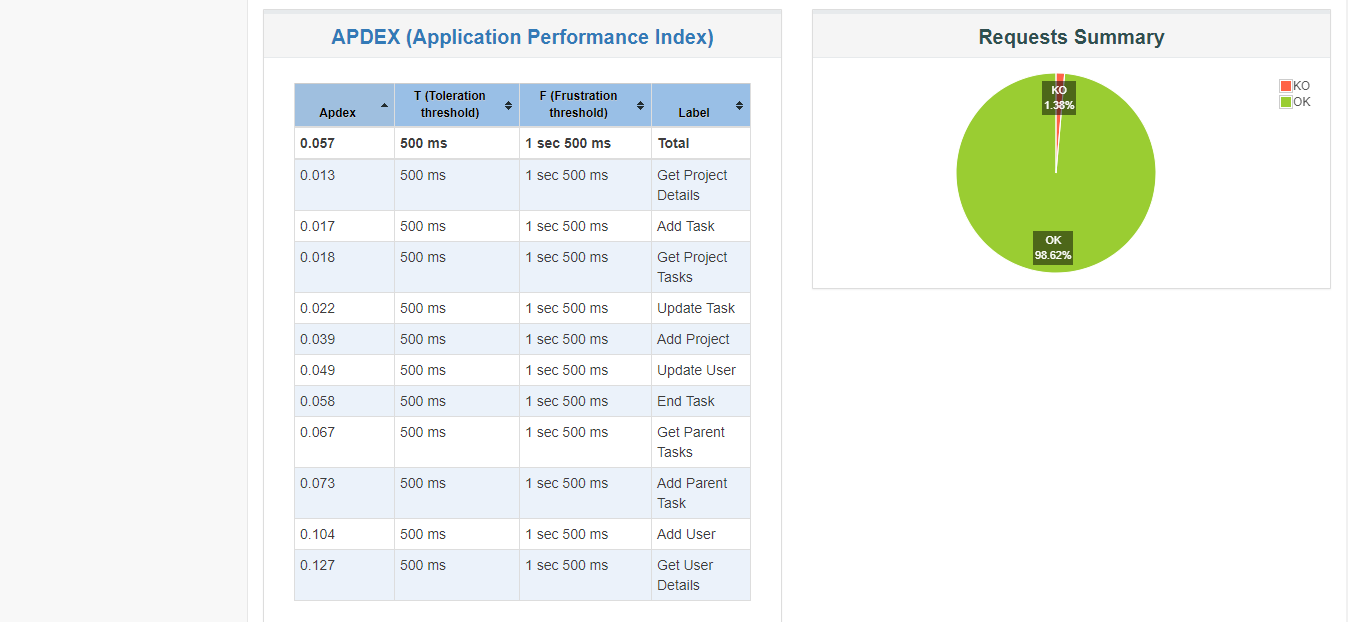 APDEX (Application Performance Index)
Apdex T (Toleration threshold) F (Frustration threshold) Label
0.057 500 ms 1 sec 500 ms Total
0.013 500 ms 1 sec 500 ms Get Project Details
0.017 500 ms 1 sec 500 ms Add Task
0.018 500 ms 1 sec 500 ms Get Project Tasks
0.022 500 ms 1 sec 500 ms Update Task
0.039 500 ms 1 sec 500 ms Add Project
0.049 500 ms 1 sec 500 ms Update User
0.058 500 ms 1 sec 500 ms End Task
0.067 500 ms 1 sec 500 ms Get Parent Tasks
0.073 500 ms 1 sec 500 ms Add Parent Task
0.104 500 ms 1 sec 500 ms Add User
0.127 500 ms 1 sec 500 ms Get User Details
Requests Summary
KO
1.38%
OK
98.62%
KO
OK